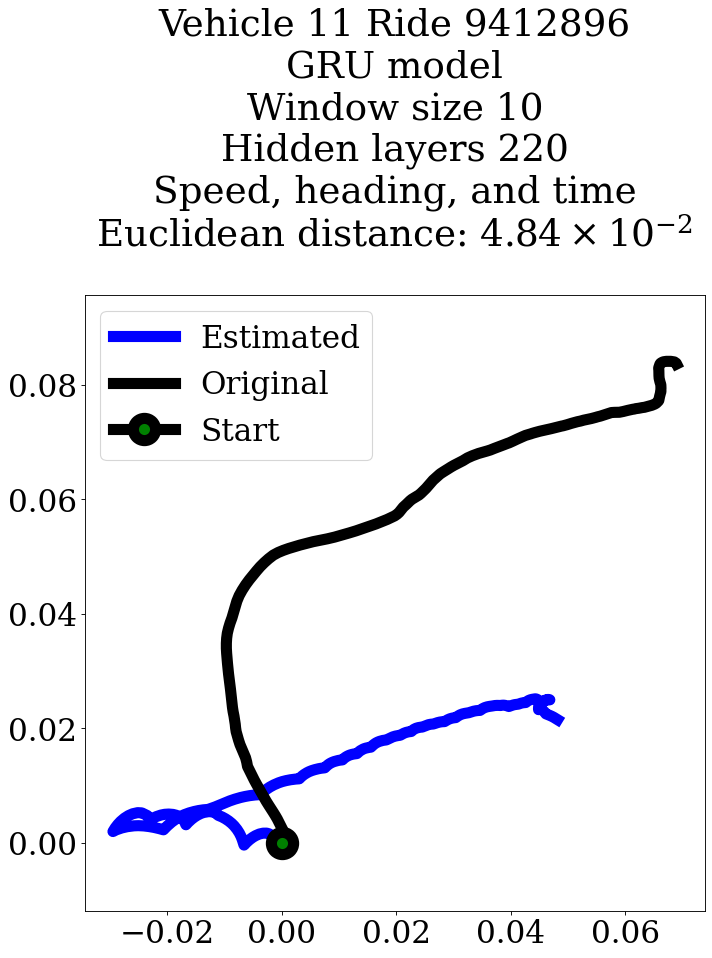 Vehicle 11 Ride 9412896
GRU model
Window size 10
Hidden layers 220
Speed, heading, and time
Euclidean distance: 4.84 × 10⁻²
Estimated
Original
Start
0.08
0.06
0.04
0.02
0.00
−0.02 0.00 0.02 0.04 0.06